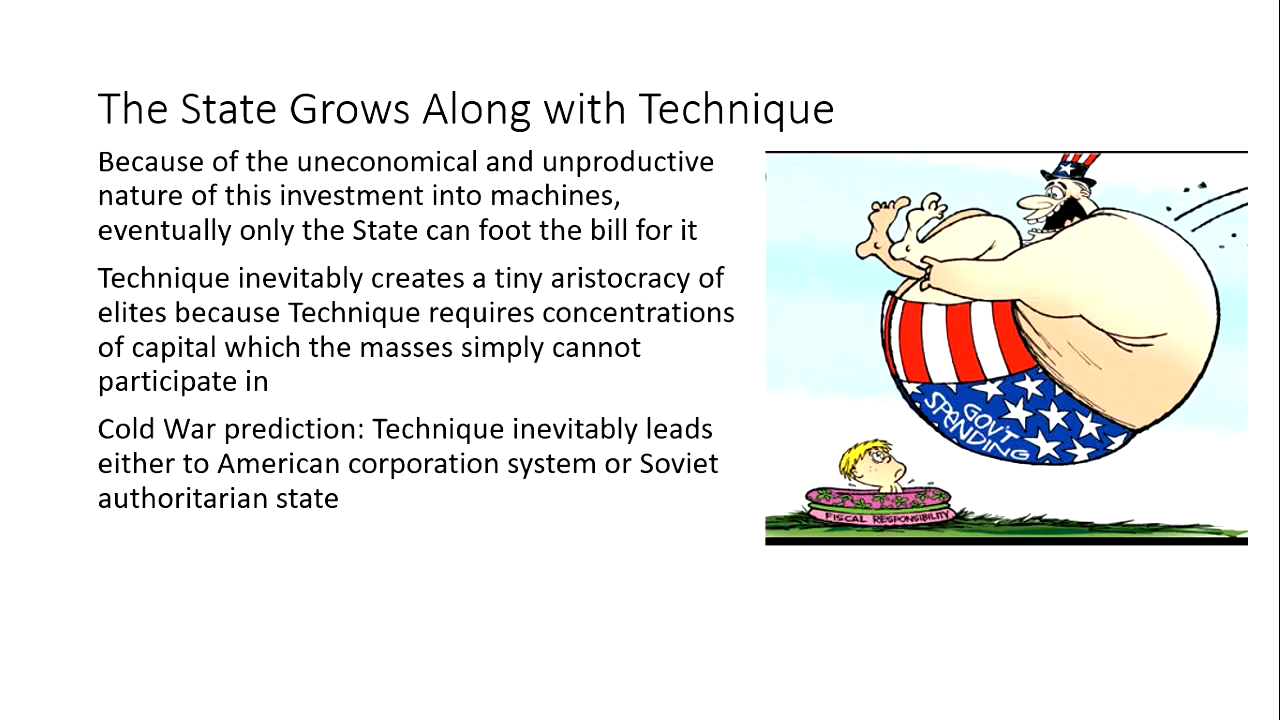 The State Grows Along with Technique
Because of the uneconomical and unproductive
nature of this investment into machines,
eventually only the State can foot the bill for it
Technique inevitably creates a tiny aristocracy of
elites because Technique requires concentrations
of capital which the masses simply cannot
participate in
Cold War prediction: Technique inevitably leads
either to American corporation system or Soviet
authoritarian state
GOV'T
SPENDING
FISCAL RESPONSIBILITY